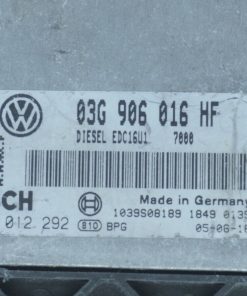 03G 906 016 HF
DIESEL EDC16U1 7000
CH
Made in Germany
012 292
1039S08189 1849
BPG